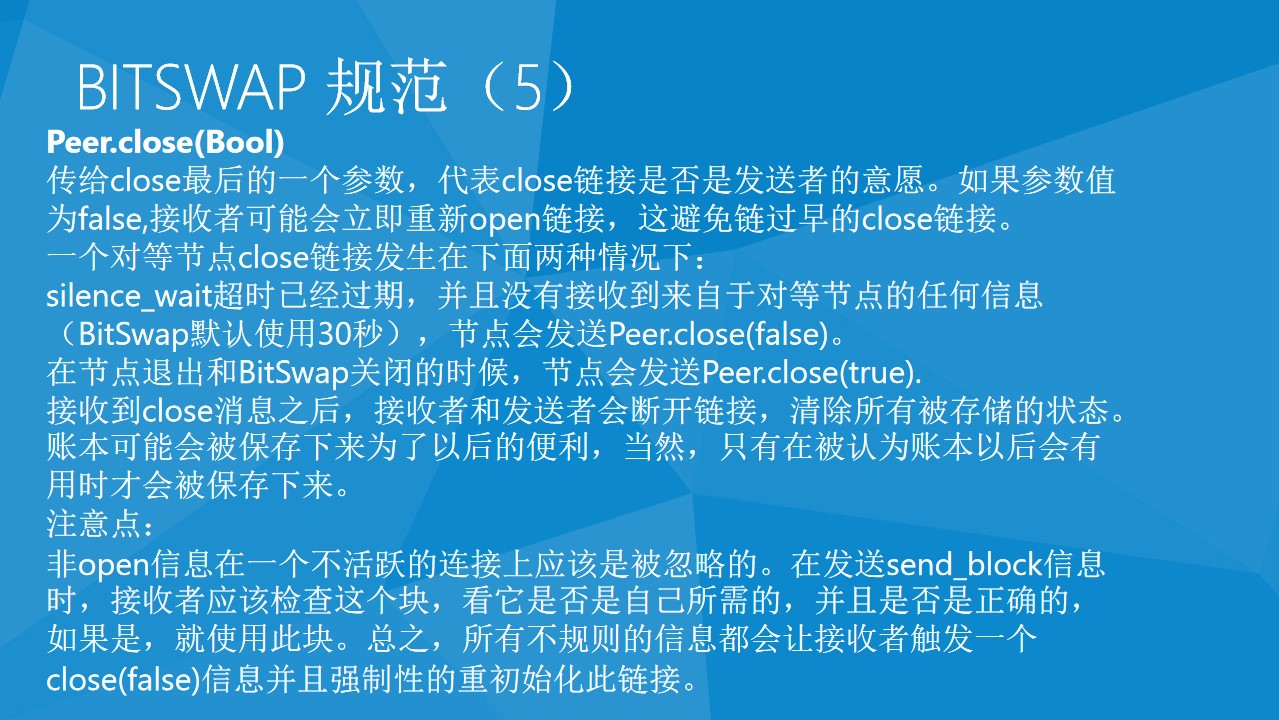 BITSWAP 规范（5）
Peer.close(Bool)
传给close最后的一个参数，代表close链接是否是发送者的意愿。如果参数值
为false,接收者可能会立即重新open链接，这避免链过早的close链接。
一个对等节点close链接发生在下面两种情况下：
silence_wait超时已经过期，并且没有接收到来自于对等节点的任何信息
（BitSwap默认使用30秒），节点会发送Peer.close(false)。
在节点退出和BitSwap关闭的时候，节点会发送Peer.close(true).
接收到close消息之后，接收者和发送者会断开链接，清除所有被存储的状态。
账本可能会被保存下来为了以后的便利，当然，只有在被认为账本以后会有
用时才会被保存下来。
注意点：
非open信息在一个不活跃的连接上应该是被忽略的。在发送send_block信息
时，接收者应该检查这个块，看它是否是自己所需的，并且是否是正确的，
如果是，就使用此块。总之，所有不规则的信息都会让接收者触发一个
close(false)信息并且强制性的重初始化此链接。